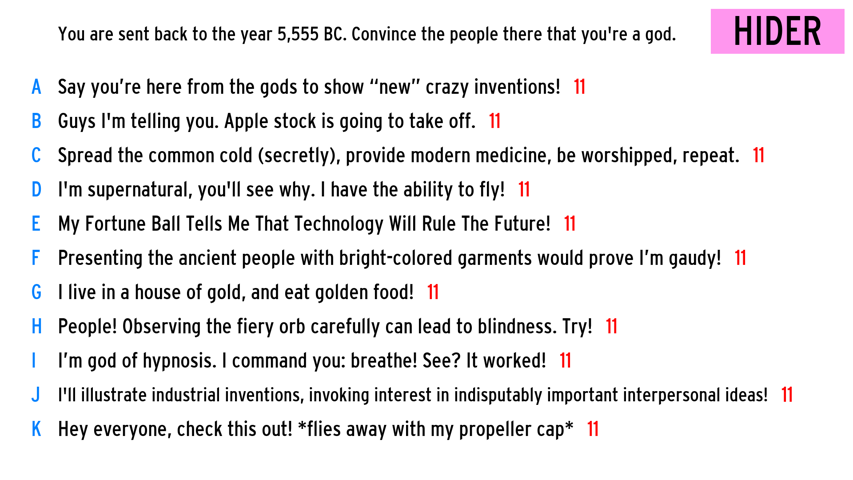 You are sent back to the year 5,555 BC. Convince the people there that you're a god.
HIDER
A Say you’re here from the gods to show “new” crazy inventions! 11
B Guys I'm telling you. Apple stock is going to take off. 11
C Spread the common cold (secretly), provide modern medicine, be worshipped, repeat. 11
D I'm supernatural, you'll see why. I have the ability to fly! 11
E My Fortune Ball Tells Me That Technology Will Rule The Future! 11
F Presenting the ancient people with bright-colored garments would prove I’m gaudy! 11
G I live in a house of gold, and eat golden food! 11
H People! Observing the fiery orb carefully can lead to blindness. Try! 11
I I’m god of hypnosis. I command you: breathe! See? It worked! 11
J I'll illustrate industrial inventions, invoking interest in indisputably important interpersonal ideas! 11
K Hey everyone, check this out! *flies away with my propeller cap* 11